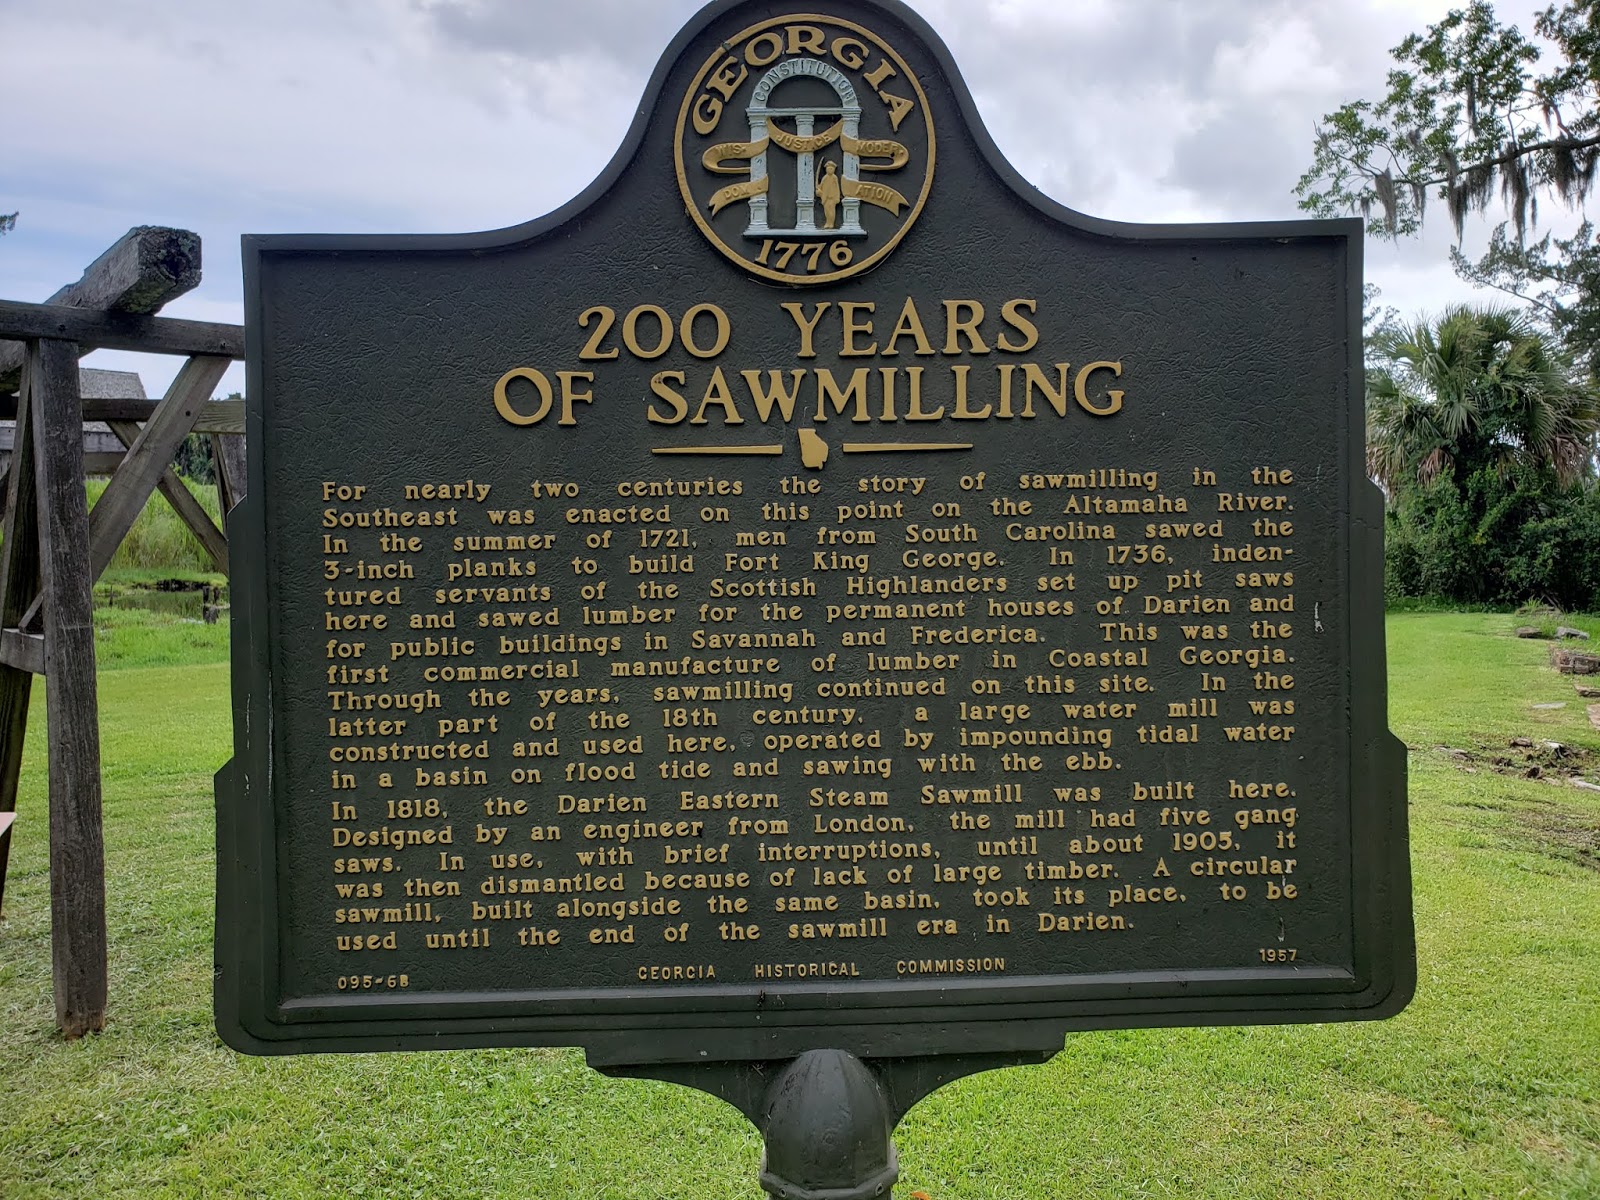 GEORGIA
CONSTITUTION
WIS- JUSTICE MODER-
DOM ATION
1776
200 YEARS
OF SAWMILLING
For nearly two centuries the story of sawmilling in the
Southeast was enacted on this point on the Altamaha River.
In the summer of 1721, men from South Carolina sawed the
3-inch planks to build Fort King George. In 1736, inden-
tured servants of the Scottish Highlanders set up pit saws
here and sawed lumber for the permanent houses of Darien and
for public buildings in Savannah and Frederica. This was the
first commercial manufacture of lumber in Coastal Georgia.
Through the years, sawmilling continued on this site. In the
latter part of the 18th century, a large water mill was
constructed and used here, operated by impounding tidal water
in a basin on flood tide and sawing with the ebb.
In 1818, the Darien Eastern Steam Sawmill was built here.
Designed by an engineer from London, the mill had five gang
saws. In use, with brief interruptions, until about 1905, it
was then dismantled because of lack of large timber. A circular
sawmill, built alongside the same basin, took its place, to be
used until the end of the sawmill era in Darien.
095-6B GEORGIA HISTORICAL COMMISSION 1957